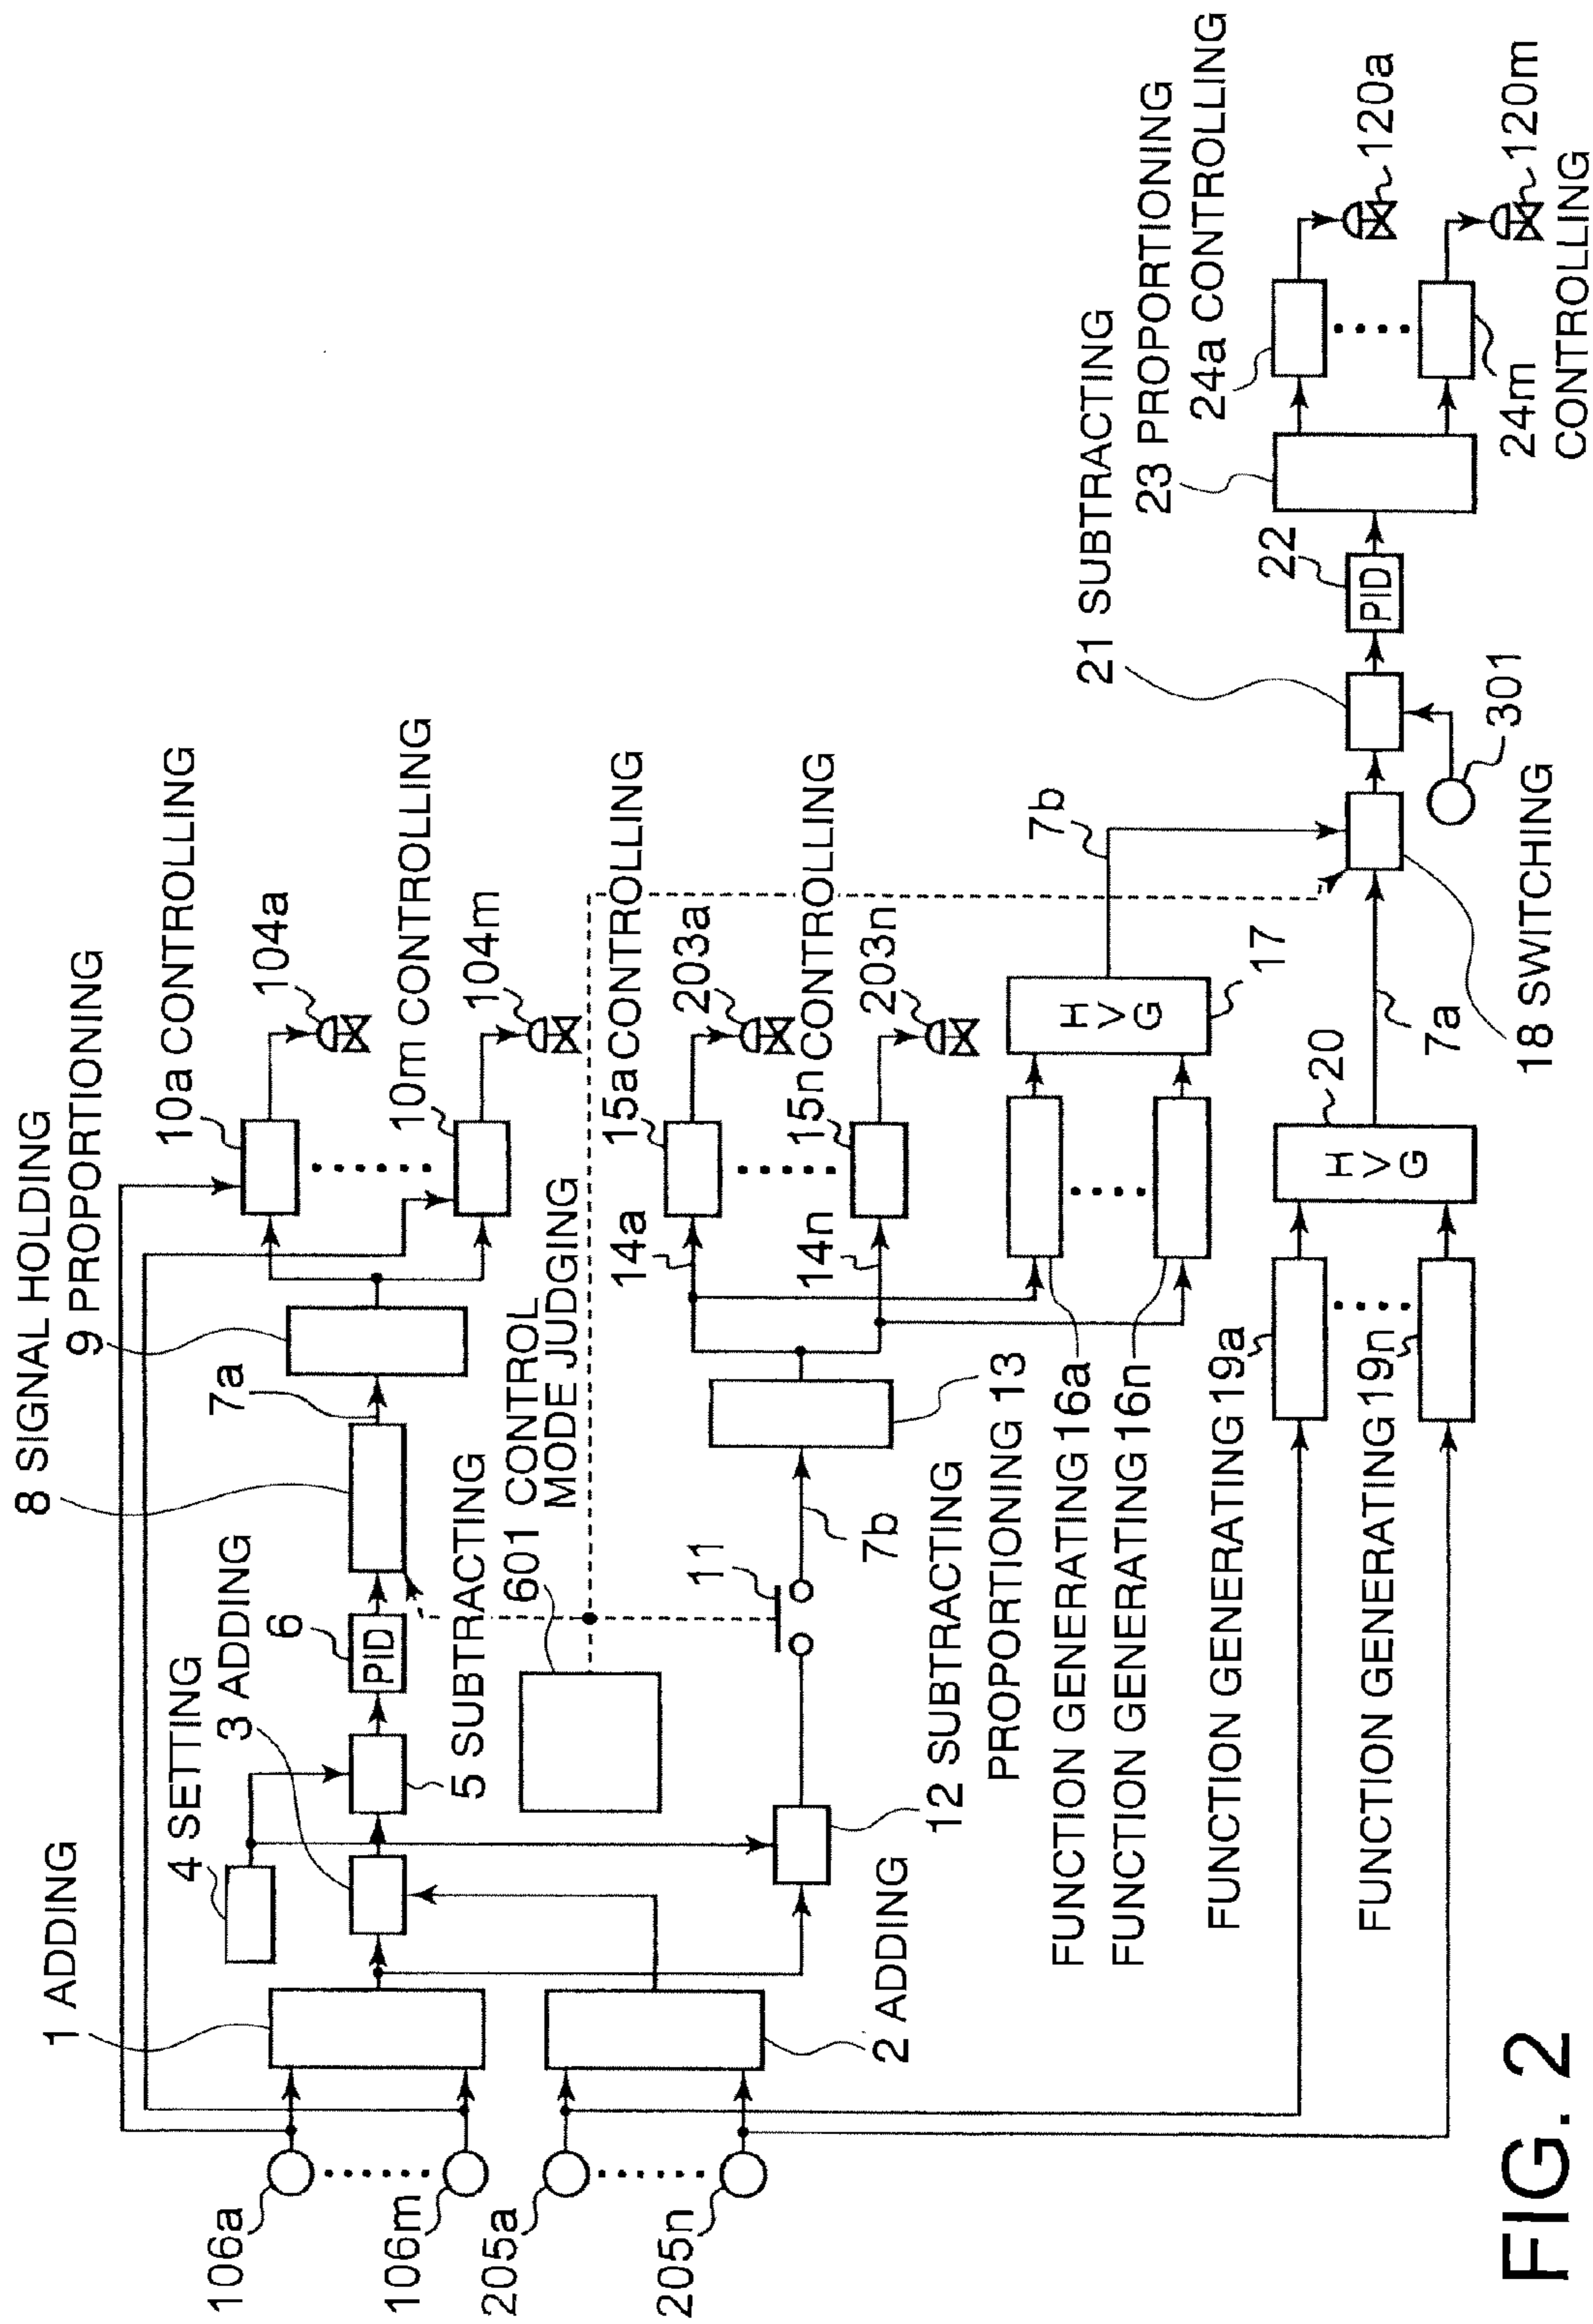 8 SIGNAL HOLDING
9 PROPORTIONING
10a CONTROLLING
104a
10m CONTROLLING
104m
7a
6
PID
4 SETTING
3 ADDING
5 SUBTRACTING
1 ADDING
106a
106m
205a
205n
2 ADDING
601 CONTROL
MODE JUDGING
11
7b
12 SUBTRACTING
PROPORTIONING 13
14a
14n
15a CONTROLLING
203a
15n CONTROLLING
203n
FUNCTION GENERATING 16a
FUNCTION GENERATING 16n
HVG
17
7b
FUNCTION GENERATING 19a
FUNCTION GENERATING 19n
HVG
20
7a
18 SWITCHING
301
21 SUBTRACTING
PID
22
23 PROPORTIONING
24a CONTROLLING
120a
24m
CONTROLLING
120m
FIG. 2